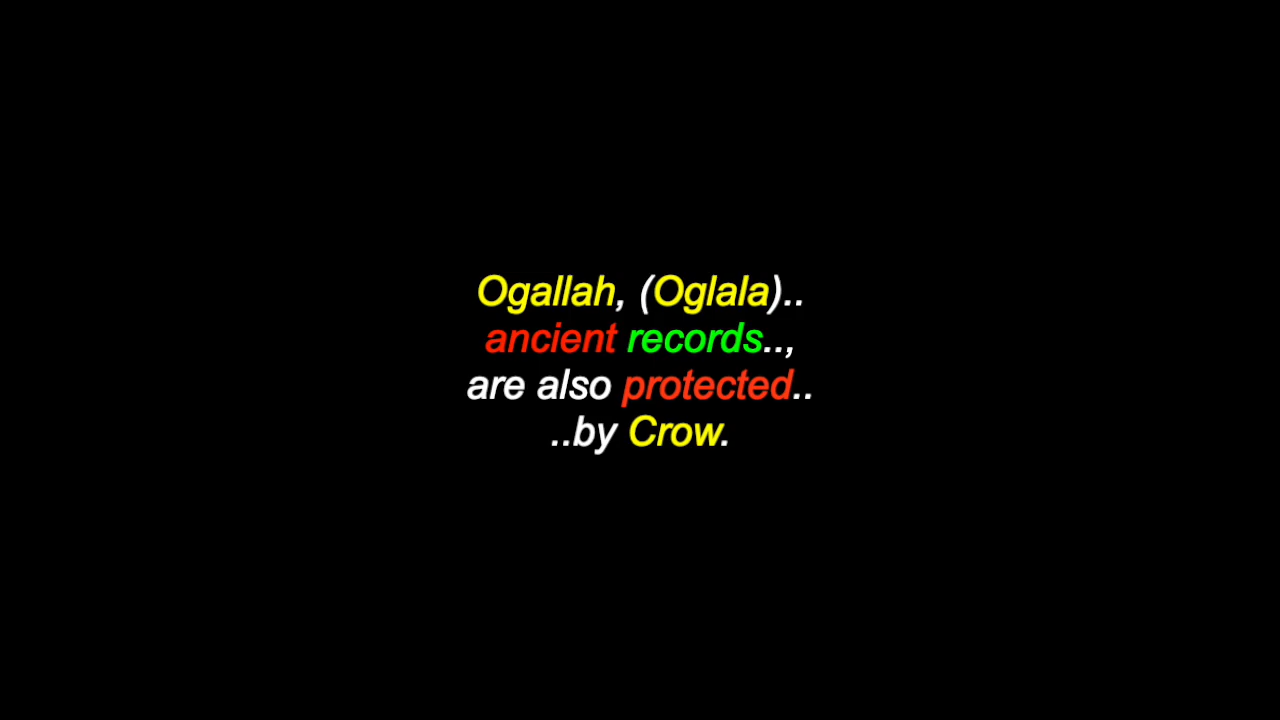 Ogallah, (Oglala)..
ancient records..,
are also protected..
..by Crow.